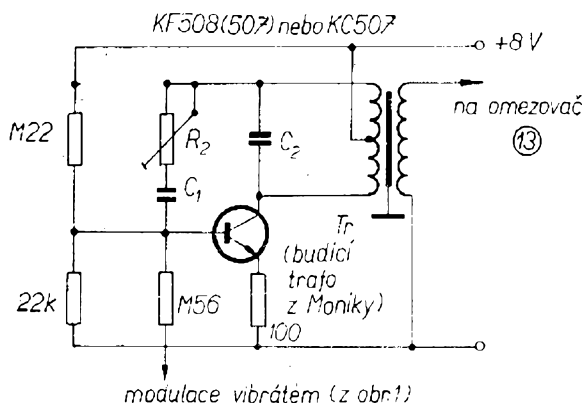 KF508(507) nebo KC507
+8V
na omezovač
13
M22
R2
C2
C1
Tr
(budicí
trafo
z Moniky)
22k
M56
100
modulace vibrátem (z obr.1)